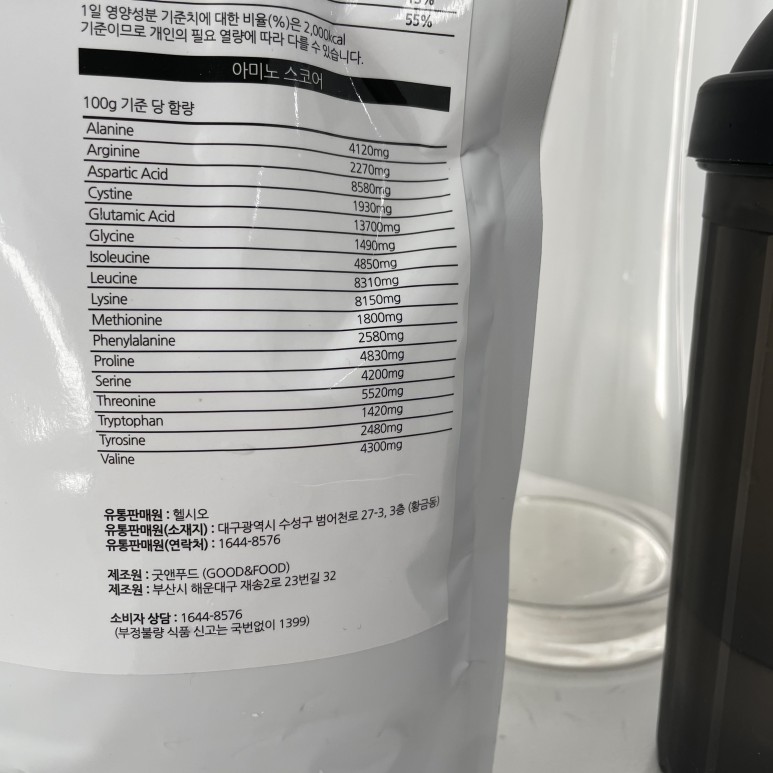 55%
1일 영양성분 기준치에 대한 비율(%)은 2,000kcal
기준이므로 개인의 필요 열량에 따라 다를 수 있습니다.
아미노 스코어
100g 기준 당 함량
Alanine 4120mg
Arginine 2270mg
Aspartic Acid 8580mg
Cystine 1930mg
Glutamic Acid 13700mg
Glycine 1490mg
Isoleucine 4850mg
Leucine 8310mg
Lysine 8150mg
Methionine 1800mg
Phenylalanine 2580mg
Proline 4830mg
Serine 4200mg
Threonine 5520mg
Tryptophan 1420mg
Tyrosine 2480mg
Valine 4300mg
유통판매원 : 헬시오
유통판매원(소재지) : 대구광역시 수성구 범어천로 27-3, 3층 (황금동)
유통판매원(연락처) : 1644-8576
제조원 : 굿앤푸드 (GOOD&FOOD)
제조원 : 부산시 해운대구 재송2로 23번길 32
소비자 상담 : 1644-8576
(부정불량 식품 신고는 국번없이 1399)